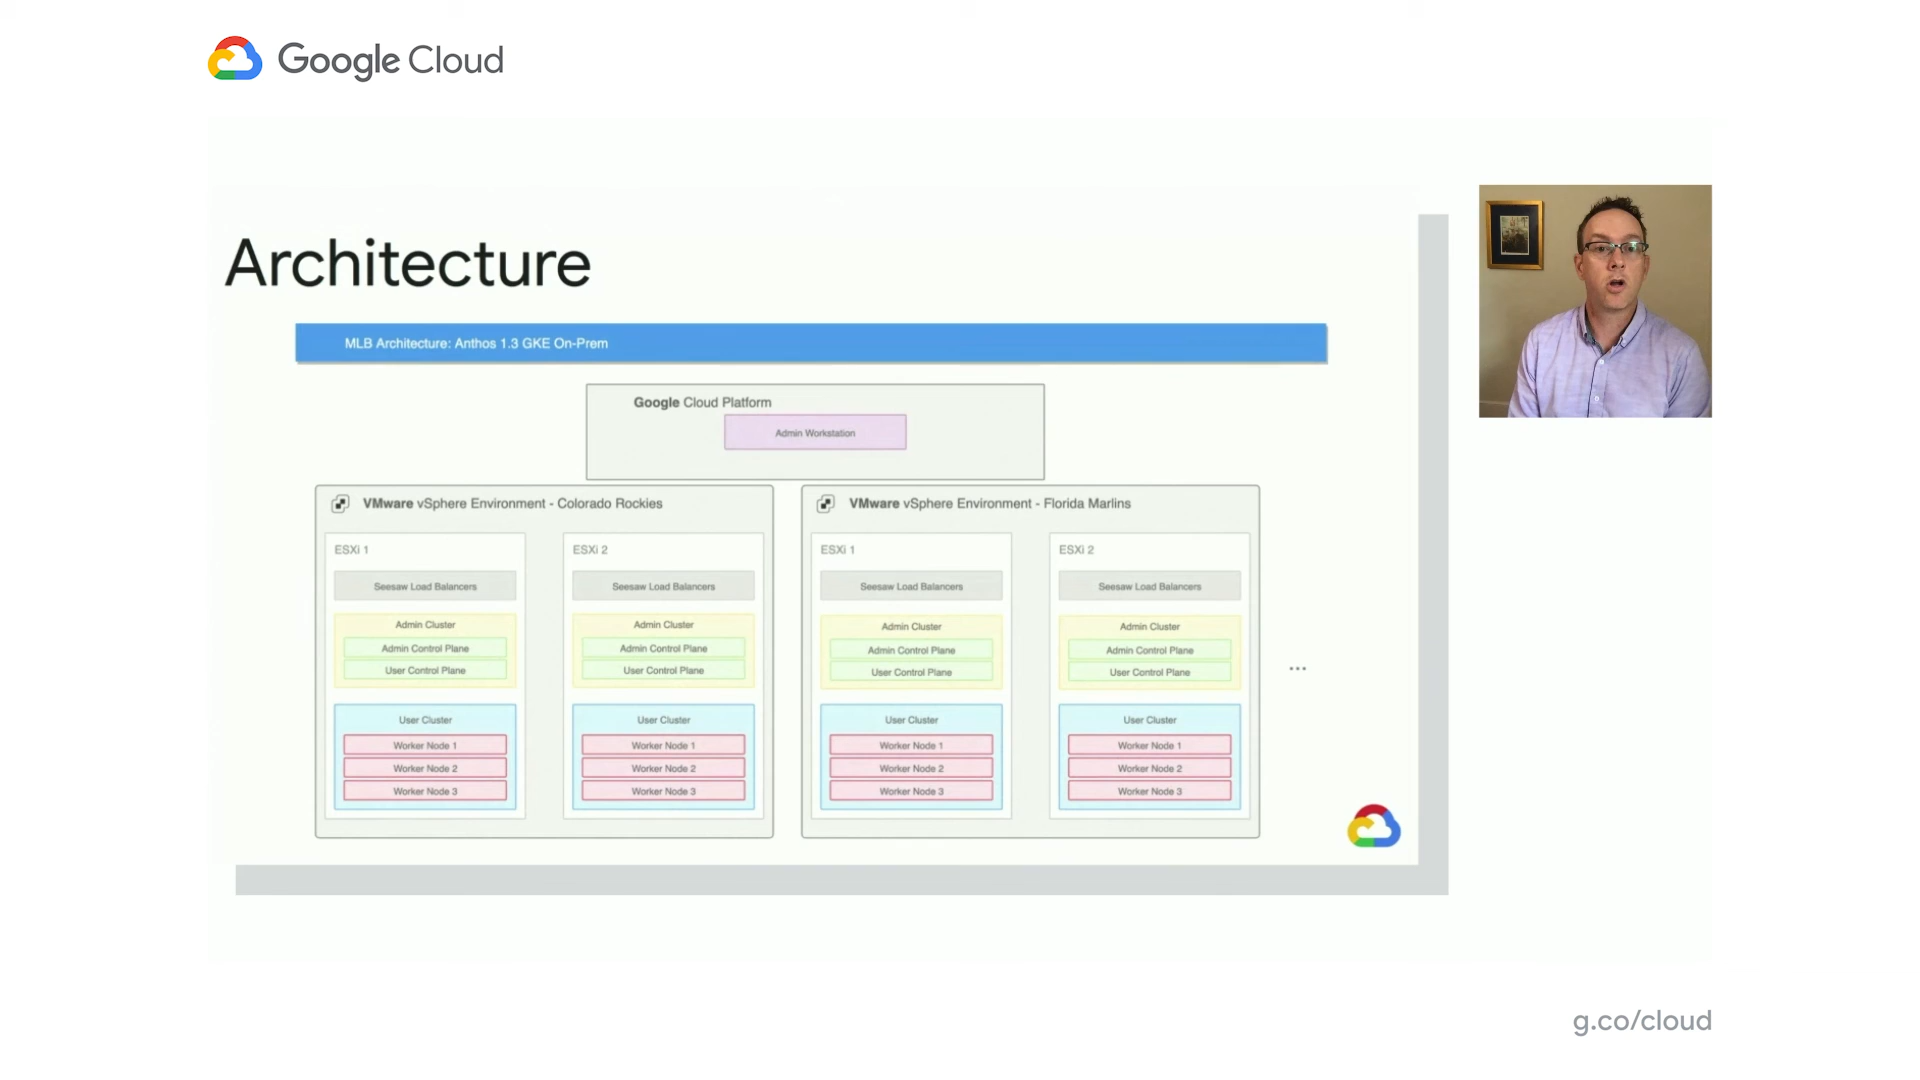 Google Cloud
Architecture
MLB Architecture: Anthos 1.3 GKE On-Prem
Google Cloud Platform
Admin Workstation
VMware vSphere Environment - Colorado Rockies
ESXi 1
Seesaw Load Balancers
Admin Cluster
Admin Control Plane
User Control Plane
User Cluster
Worker Node 1
Worker Node 2
Worker Node 3
ESXi 2
Seesaw Load Balancers
Admin Cluster
Admin Control Plane
User Control Plane
User Cluster
Worker Node 1
Worker Node 2
Worker Node 3
VMware vSphere Environment - Florida Marlins
ESXi 1
Seesaw Load Balancers
Admin Cluster
Admin Control Plane
User Control Plane
User Cluster
Worker Node 1
Worker Node 2
Worker Node 3
ESXi 2
Seesaw Load Balancers
Admin Cluster
Admin Control Plane
User Control Plane
User Cluster
Worker Node 1
Worker Node 2
Worker Node 3
...
g.co/cloud